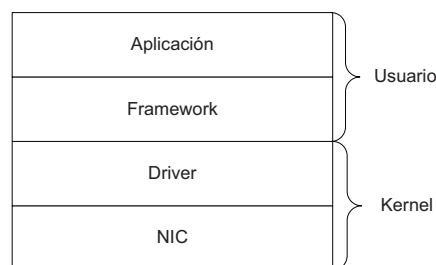 Aplicación
Usuario
Framework
Driver
Kernel
NIC